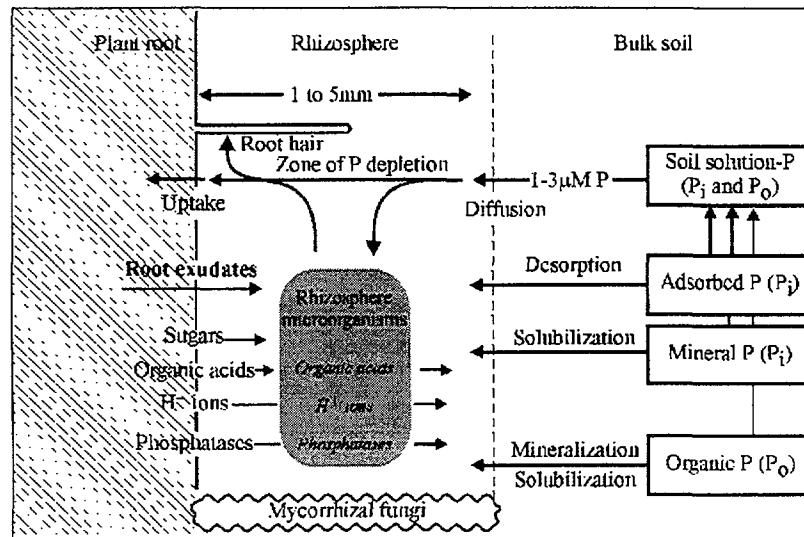 Plant root
Rhizosphere
Bulk soil
1 to 5mm
Root hair
Zone of P depletion
1-3µM P
Soil solution-P
(Pi and Po)
Uptake
Diffusion
Root exudates
Desorption
Adsorbed P (Pi)
Rhizosphere
microorganisms
Sugars
Solubilization
Mineral P (Pi)
Organic acids
Organic acids
H+ ions
H+ ions
Phosphatases
Phosphatases
Mineralization
Solubilization
Organic P (Po)
Mycorrhizal fungi